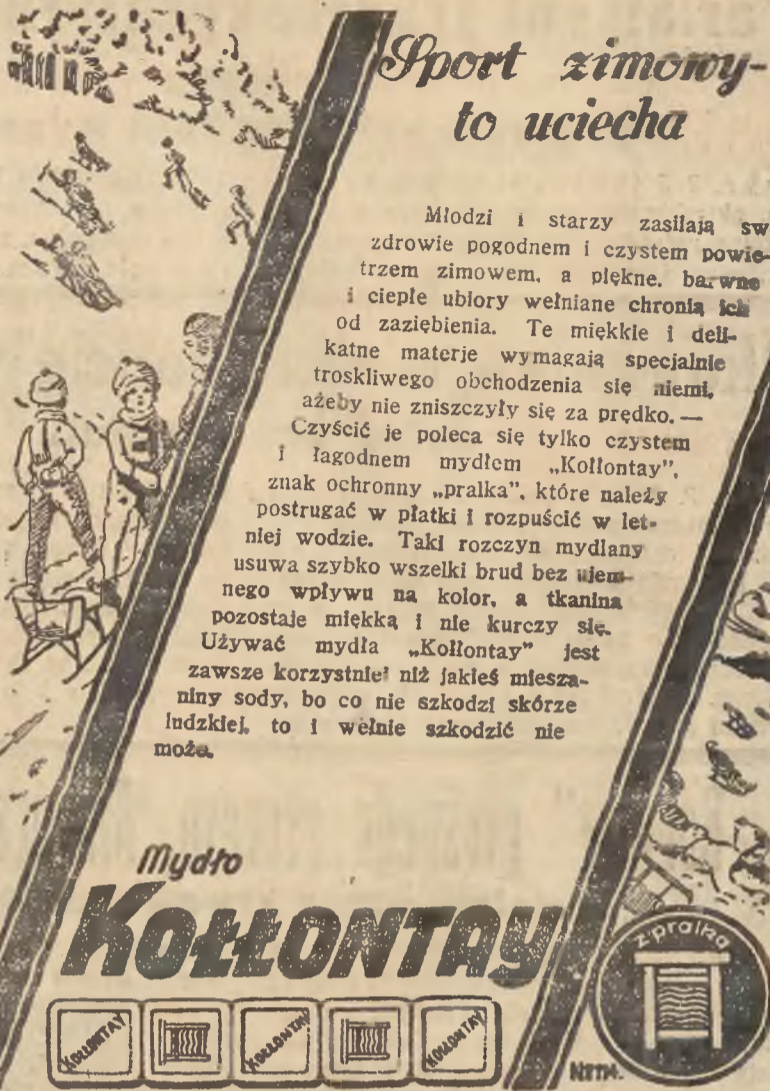 Sport zimowy-
to uciecha
Młodzi i starzy zasilają sw
zdrowie pogodnem i czystem powie-
trzem zimowem, a piękne, barwne
i ciepłe ubiory wełniane chronią ich
od zaziębienia. Te miękkie i deli-
katne materje wymagają specjalnie
troskliwego obchodzenia się niemi,
ażeby nie zniszczyły się za prędko. —
Czyścić je poleca się tylko czystem
i łagodnem mydłem „Kołłontay",
znak ochronny „pralka", które należy
postrugać w płatki i rozpuścić w let-
niej wodzie. Taki rozczyn mydlany
usuwa szybko wszelki brud bez ujem-
nego wpływu na kolor, a tkanina
pozostaje miękką i nie kurczy się.
Używać mydła „Kołłontay" jest
zawsze korzystniej niż jakieś miesza-
niny sody, bo co nie szkodzi skórze
ludzkiej, to i wełnie szkodzić nie
może.
Mydło
KOŁŁONTAY
z pralką
KOŁŁONTAY
KOŁŁONTAY
KOŁŁONTAY